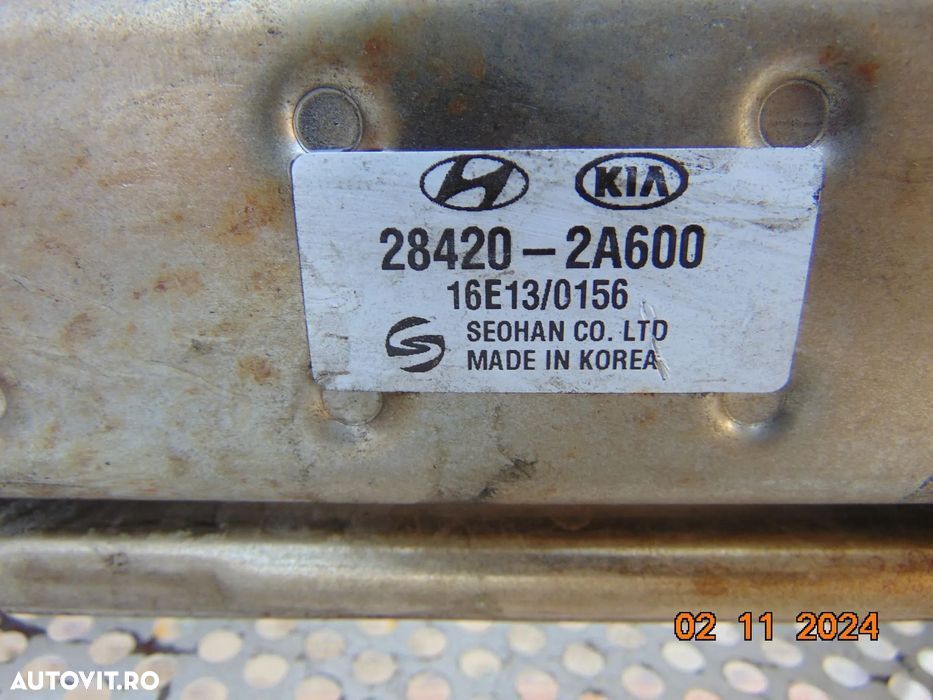 KIA
28420-2A600
16E13/0156
SEOHAN CO. LTD
MADE IN KOREA
02 11 2024
AUTOVIT.RO